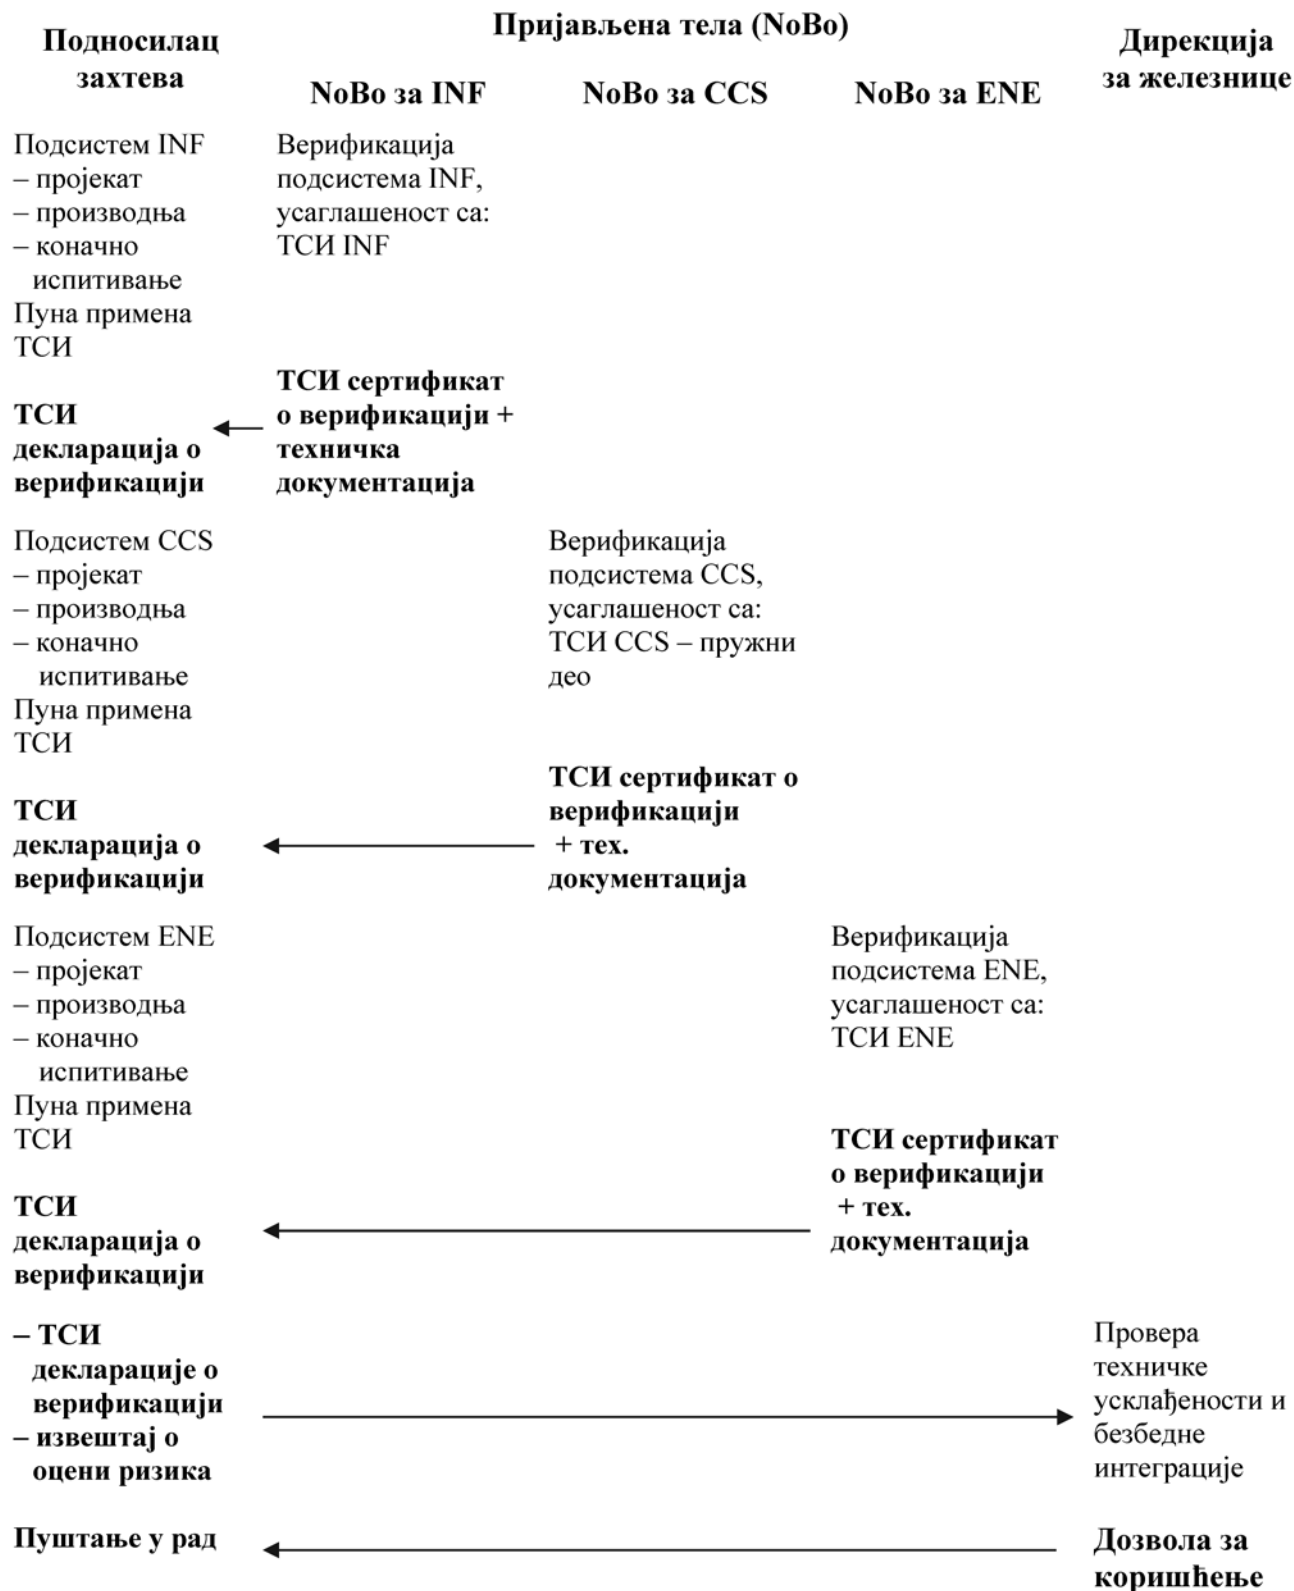 Подносилац
захтева
Пријављена тела (NoBo)
NoBo за INF
NoBo за CCS
NoBo за ENE
Дирекција
за железнице
Подсистем INF
– пројекат
– производња
– коначно
испитивање
Пуна примена
ТСИ
Верификација
подсистема INF,
усаглашеност са:
ТСИ INF
ТСИ
декларација о
верификацији
ТСИ сертификат
о верификацији +
техничка
документација
Подсистем CCS
– пројекат
– производња
– коначно
испитивање
Пуна примена
ТСИ
Верификација
подсистема CCS,
усаглашеност са:
ТСИ CCS – пружни
део
ТСИ
декларација о
верификацији
ТСИ сертификат о
верификацији
+ тех.
документација
Подсистем ENE
– пројекат
– производња
– коначно
испитивање
Пуна примена
ТСИ
Верификација
подсистема ENE,
усаглашеност са:
ТСИ ENE
ТСИ
декларација о
верификацији
ТСИ сертификат
о верификацији
+ тех.
документација
– ТСИ
декларације о
верификацији
– извештај о
оцени ризика
Провера
техничке
усклађености и
безбедне
интеграције
Пуштање у рад
Дозвола за
коришћење